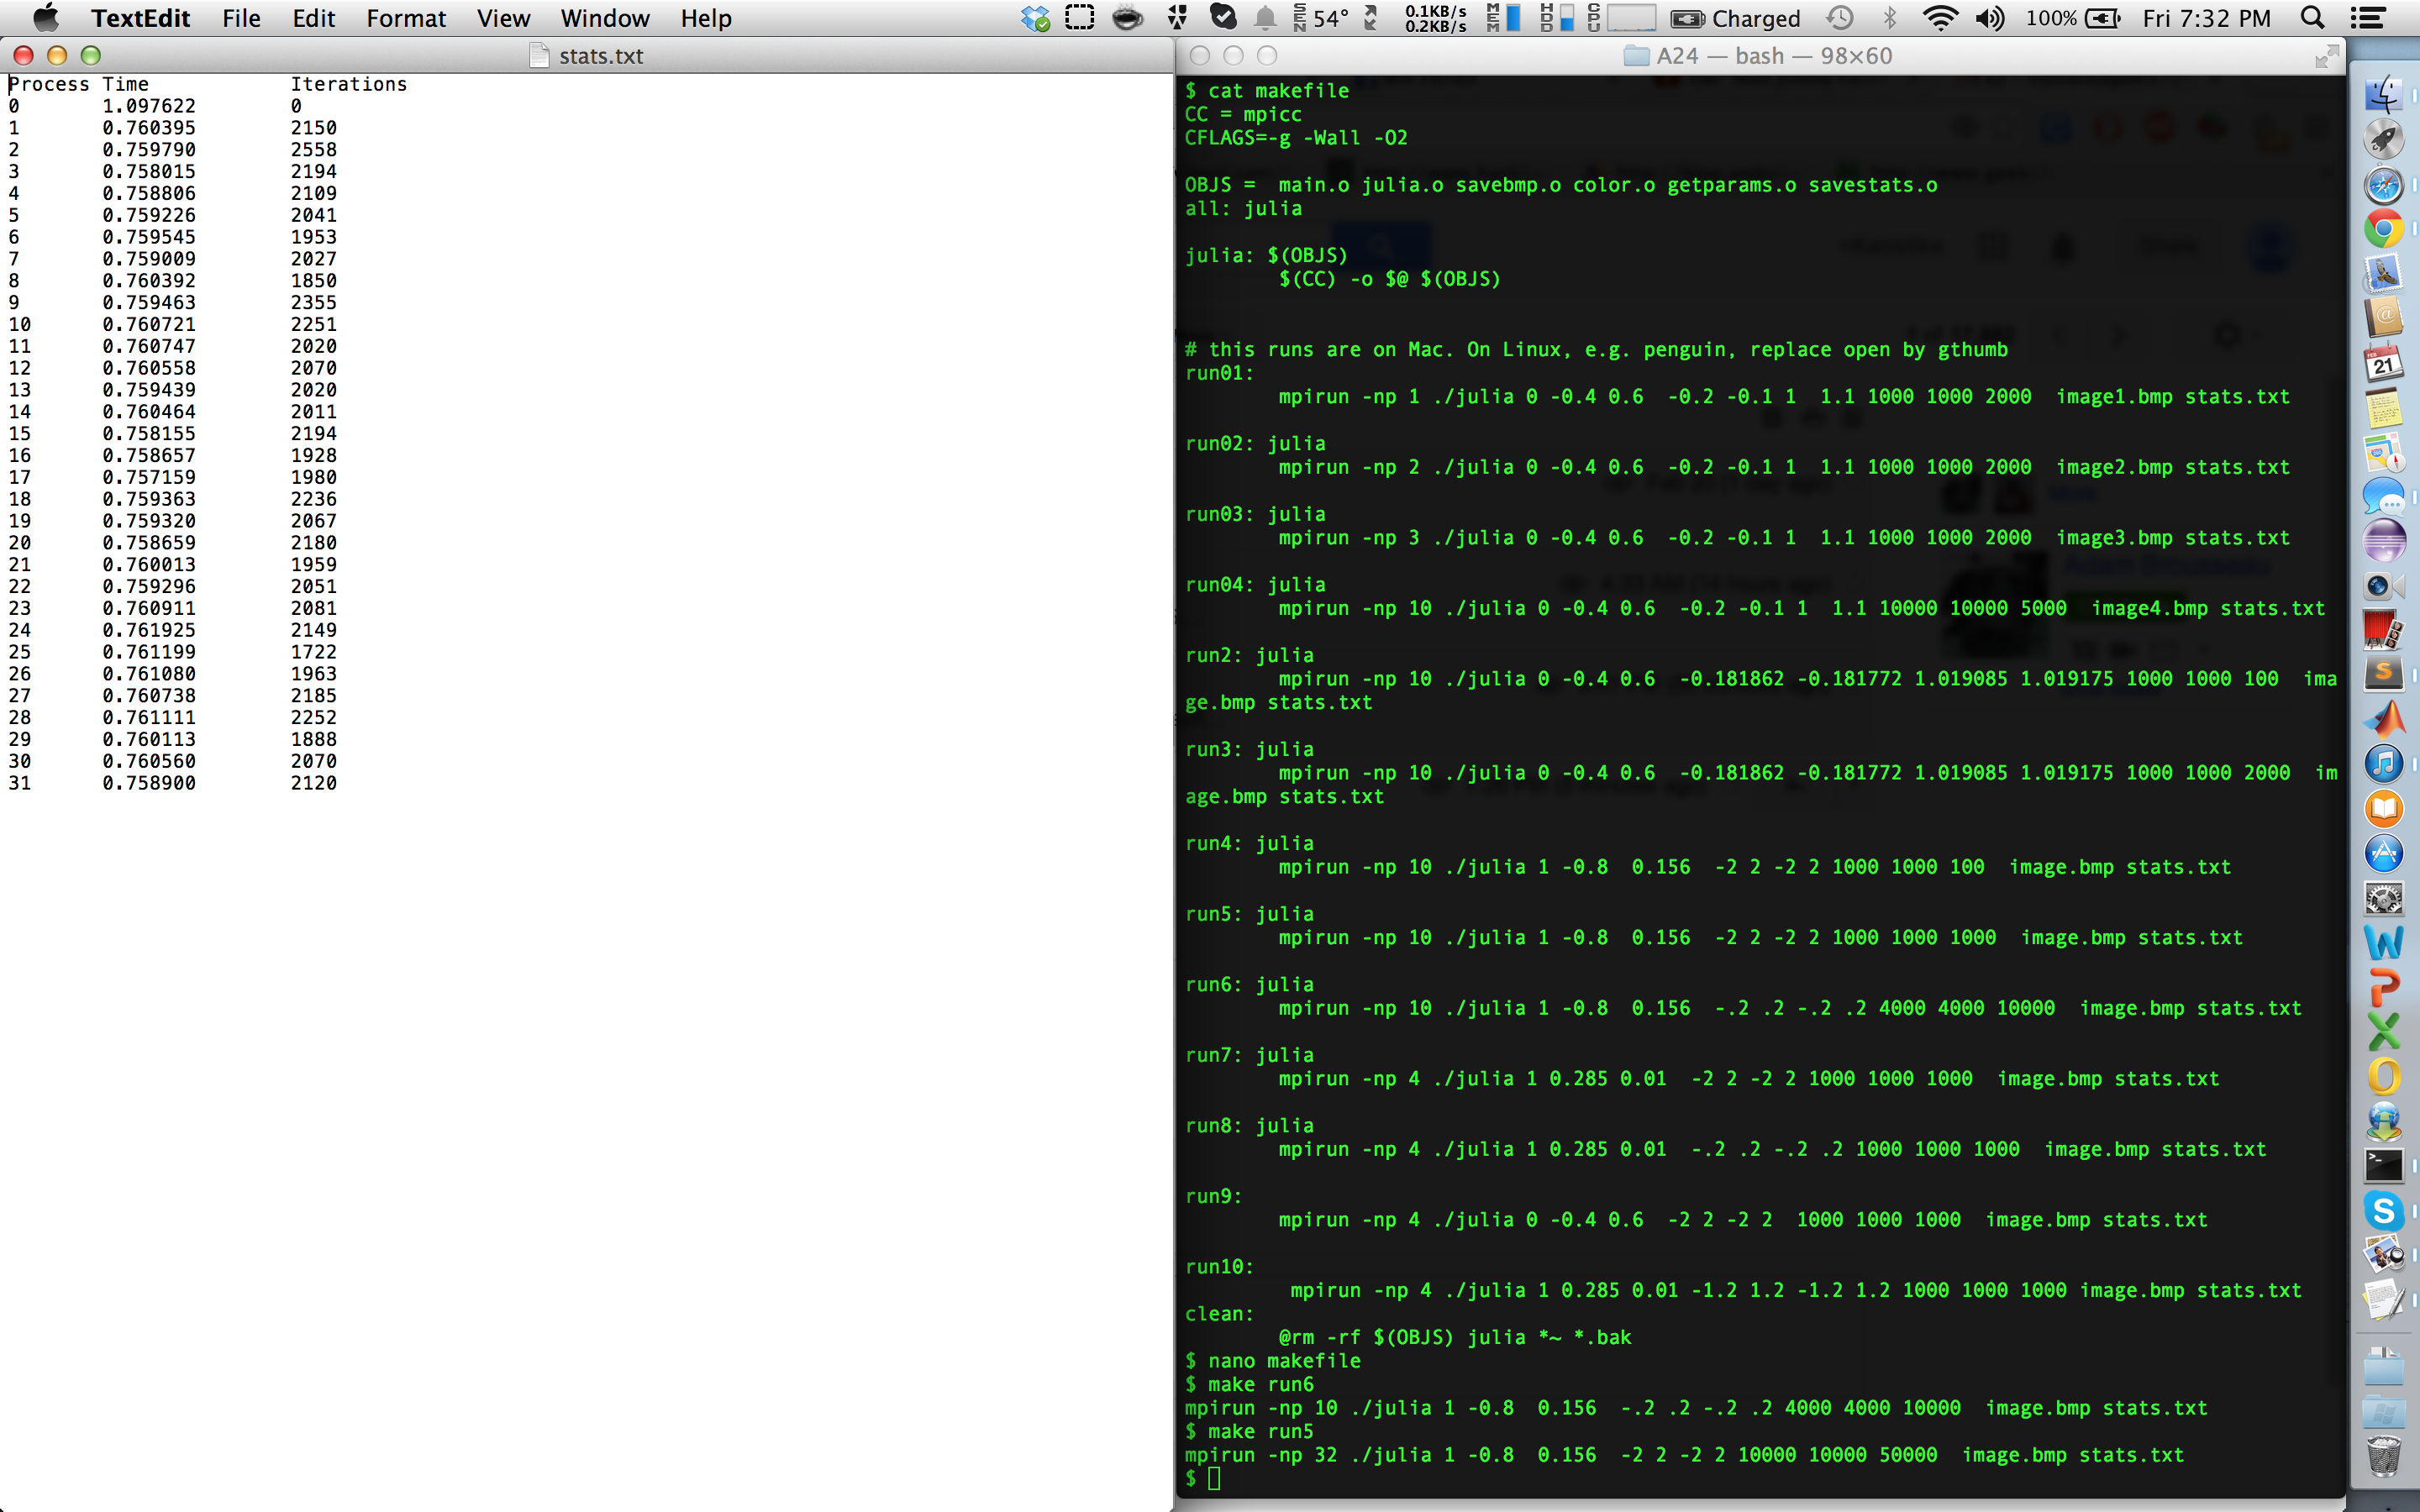 TextEdit File Edit Format View Window Help SEN 54° 0.1KB/s 0.2KB/s MEM HDD CPU Charged 100% Fri 7:32 PM
stats.txt
Process Time Iterations
0 1.097622 0
1 0.760395 2150
2 0.759790 2558
3 0.758015 2194
4 0.758806 2109
5 0.759226 2041
6 0.759545 1953
7 0.759009 2027
8 0.760392 1850
9 0.759463 2355
10 0.760721 2251
11 0.760747 2020
12 0.760558 2070
13 0.759439 2020
14 0.760464 2011
15 0.758155 2194
16 0.758657 1928
17 0.757159 1980
18 0.759363 2236
19 0.759320 2067
20 0.758659 2180
21 0.760013 1959
22 0.759296 2051
23 0.760911 2081
24 0.761925 2149
25 0.761199 1722
26 0.761080 1963
27 0.760738 2185
28 0.761111 2252
29 0.760113 1888
30 0.760560 2070
31 0.758900 2120
A24 — bash — 98×60
$ cat makefile
CC = mpicc
CFLAGS=-g -Wall -O2
OBJS =  main.o julia.o savebmp.o color.o getparams.o savestats.o
all: julia
julia: $(OBJS)
$(CC) -o $@ $(OBJS)
# this runs are on Mac. On Linux, e.g. penguin, replace open by gthumb
run01:
mpirun -np 1 ./julia 0 -0.4 0.6  -0.2 -0.1 1  1.1 1000 1000 2000  image1.bmp stats.txt
run02: julia
mpirun -np 2 ./julia 0 -0.4 0.6  -0.2 -0.1 1  1.1 1000 1000 2000  image2.bmp stats.txt
run03: julia
mpirun -np 3 ./julia 0 -0.4 0.6  -0.2 -0.1 1  1.1 1000 1000 2000  image3.bmp stats.txt
run04: julia
mpirun -np 10 ./julia 0 -0.4 0.6  -0.2 -0.1 1  1.1 10000 10000 5000  image4.bmp stats.txt
run2: julia
mpirun -np 10 ./julia 0 -0.4 0.6  -0.181862 -0.181772 1.019085 1.019175 1000 1000 100  ima
ge.bmp stats.txt
run3: julia
mpirun -np 10 ./julia 0 -0.4 0.6  -0.181862 -0.181772 1.019085 1.019175 1000 1000 2000  im
age.bmp stats.txt
run4: julia
mpirun -np 10 ./julia 1 -0.8  0.156  -2 2 -2 2 1000 1000 100  image.bmp stats.txt
run5: julia
mpirun -np 10 ./julia 1 -0.8  0.156  -2 2 -2 2 1000 1000 1000  image.bmp stats.txt
run6: julia
mpirun -np 10 ./julia 1 -0.8  0.156  -.2 .2 -.2 .2 4000 4000 10000  image.bmp stats.txt
run7: julia
mpirun -np 4 ./julia 1 0.285 0.01  -2 2 -2 2 1000 1000 1000  image.bmp stats.txt
run8: julia
mpirun -np 4 ./julia 1 0.285 0.01  -.2 .2 -.2 .2 1000 1000 1000  image.bmp stats.txt
run9:
mpirun -np 4 ./julia 0 -0.4 0.6  -2 2 -2 2  1000 1000 1000  image.bmp stats.txt
run10:
mpirun -np 4 ./julia 1 0.285 0.01 -1.2 1.2 -1.2 1.2 1000 1000 1000 image.bmp stats.txt
clean:
@rm -rf $(OBJS) julia *~ *.bak
$ nano makefile
$ make run6
mpirun -np 10 ./julia 1 -0.8  0.156  -.2 .2 -.2 .2 4000 4000 10000  image.bmp stats.txt
$ make run5
mpirun -np 32 ./julia 1 -0.8  0.156  -2 2 -2 2 10000 10000 50000  image.bmp stats.txt
$
FEB
21